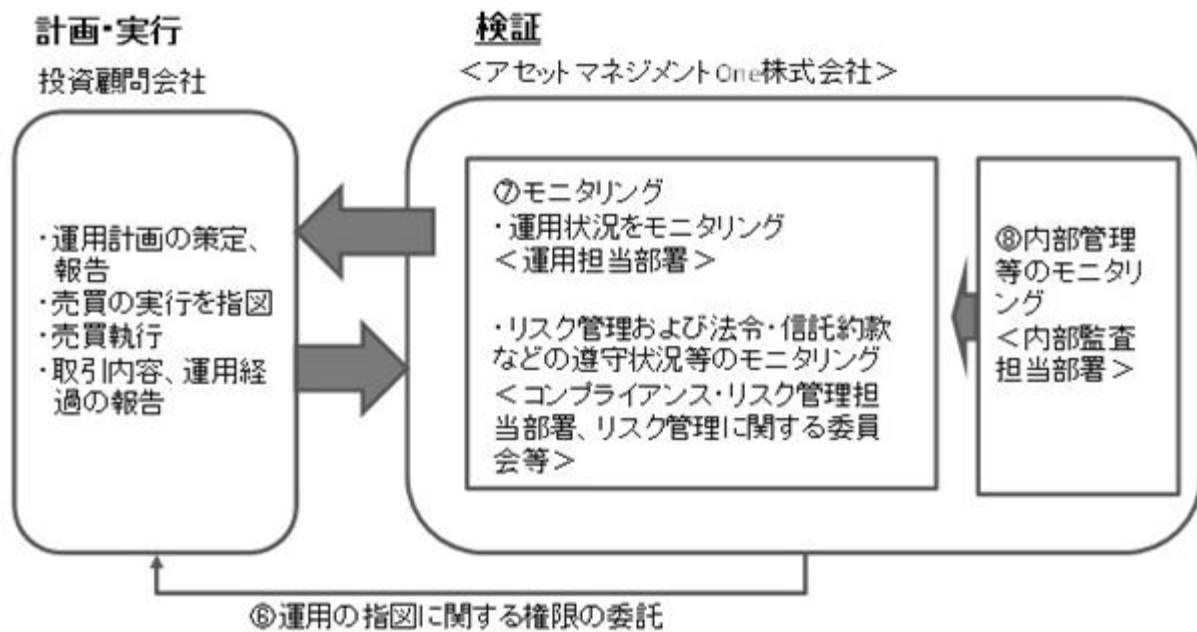 計画・実行
投資顧問会社
・運用計画の策定、
報告
・売買の実行を指図
・売買執行
・取引内容、運用経
過の報告
検証
＜アセットマネジメントOne株式会社＞
⑦モニタリング
・運用状況をモニタリング
＜運用担当部署＞
・リスク管理および法令・信託約款
などの遵守状況等のモニタリング
＜コンプライアンス・リスク管理担
当部署、リスク管理に関する委員
会等＞
⑧内部管理
等のモニタリ
ング
＜内部監査
担当部署＞
⑥運用の指図に関する権限の委託